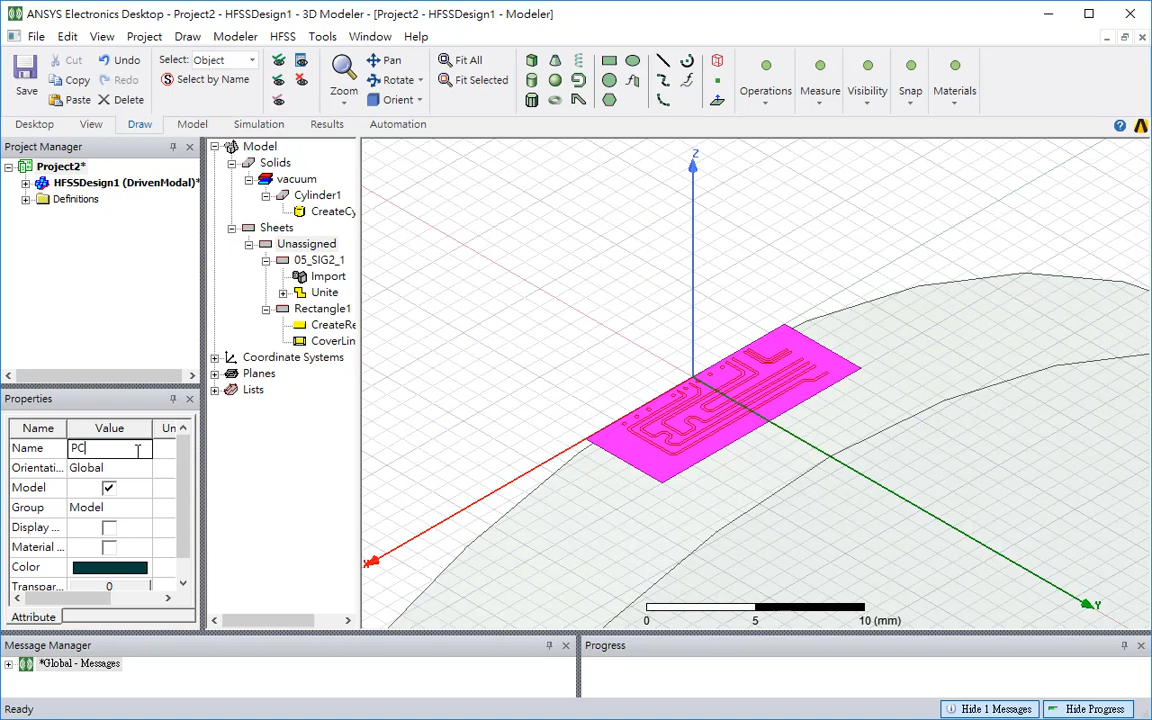 ANSYS Electronics Desktop - Project2 - HFSSDesign1 - 3D Modeler - [Project2 - HFSSDesign1 - Modeler]
File Edit View Project Draw Modeler HFSS Tools Window Help
Save
Cut
Copy
Paste
Undo
Redo
Delete
Select: Object
Select by Name
Zoom
Pan
Rotate
Orient
Fit All
Fit Selected
Operations
Measure
Visibility
Snap
Materials
Desktop View Draw Model Simulation Results Automation
Project Manager
Project2*
HFSSDesign1 (DrivenModal)*
Definitions
Model
Solids
vacuum
Cylinder1
CreateCy
Sheets
Unassigned
05_SIG2_1
Import
Unite
Rectangle1
CreateRe
CoverLin
Coordinate Systems
Planes
Lists
Properties
Name Value Un
Name PC
Orientati... Global
Model
Group Model
Display ...
Material ...
Color
Transpar... 0
Attribute
Z
X
Y
0 5 10 (mm)
Message Manager
*Global - Messages
Progress
Ready
Hide 1 Messages
Hide Progress